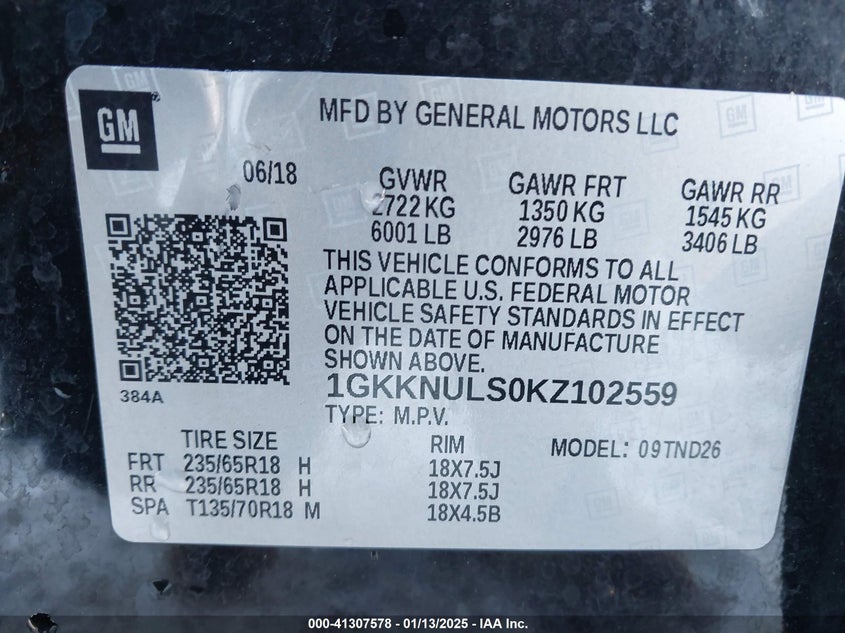 GM
MFD BY GENERAL MOTORS LLC
06/18
GVWR GAWR FRT GAWR RR
2722 KG 1350 KG 1545 KG
6001 LB 2976 LB 3406 LB
THIS VEHICLE CONFORMS TO ALL
APPLICABLE U.S. FEDERAL MOTOR
VEHICLE SAFETY STANDARDS IN EFFECT
ON THE DATE OF MANUFACTURE
SHOWN ABOVE.
384A
1GKKNULS0KZ102559
TYPE: M.P.V.
TIRE SIZE RIM MODEL: 09TND26
FRT 235/65R18 H 18X7.5J
RR 235/65R18 H 18X7.5J
SPA T135/70R18 M 18X4.5B
000-41307578 - 01/13/2025 - IAA Inc.